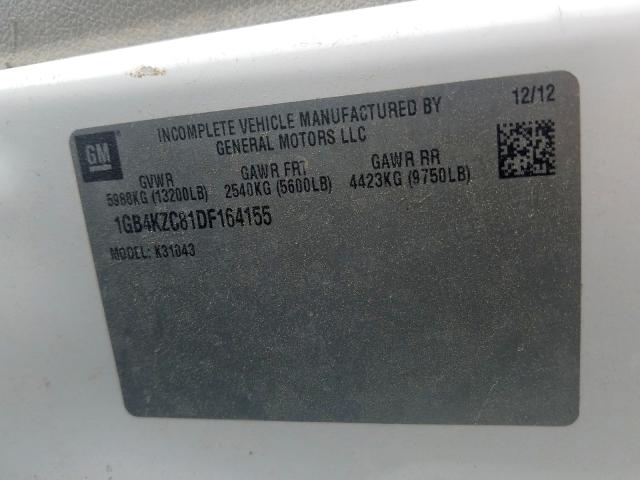 12/12
INCOMPLETE VEHICLE MANUFACTURED BY
GENERAL MOTORS LLC
GM
GVWR GAWR FRT GAWR RR
5988KG (13200LB) 2540KG (5600LB) 4423KG (9750LB)
1GB4KZC81DF164155
MODEL: K31043